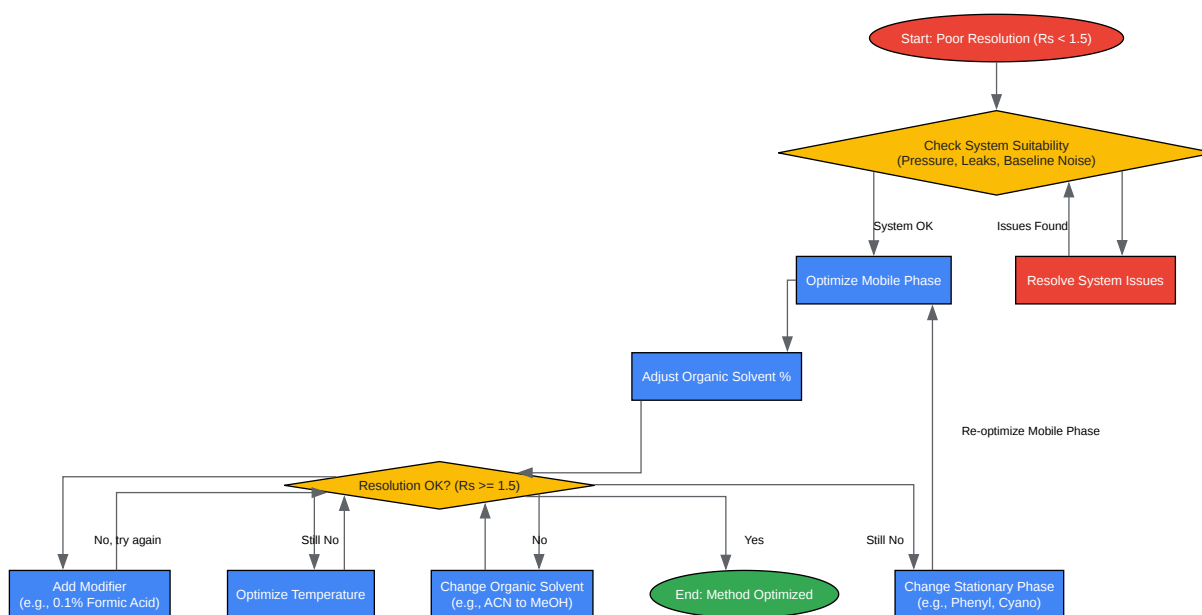 Start: Poor Resolution (Rs < 1.5)
Check System Suitability
(Pressure, Leaks, Baseline Noise)
System OK
Issues Found
Optimize Mobile Phase
Resolve System Issues
Adjust Organic Solvent %
Re-optimize Mobile Phase
Resolution OK? (Rs >= 1.5)
No, try again
Still No
No
Yes
Still No
Add Modifier
(e.g., 0.1% Formic Acid)
Optimize Temperature
Change Organic Solvent
(e.g., ACN to MeOH)
End: Method Optimized
Change Stationary Phase
(e.g., Phenyl, Cyano)